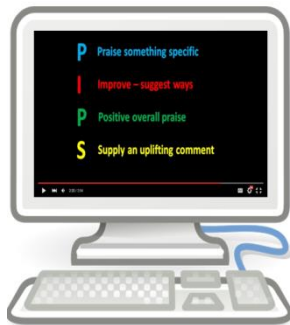 P Praise something specific
I Improve – suggest ways
P Positive overall praise
S Supply an uplifting comment